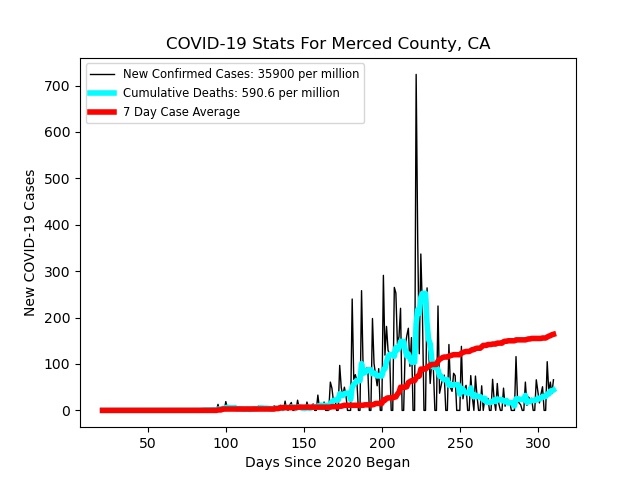 COVID-19 Stats For Merced County, CA
New Confirmed Cases: 35900 per million
Cumulative Deaths: 590.6 per million
7 Day Case Average
New COVID-19 Cases
700
600
500
400
300
200
100
0
50 100 150 200 250 300
Days Since 2020 Began